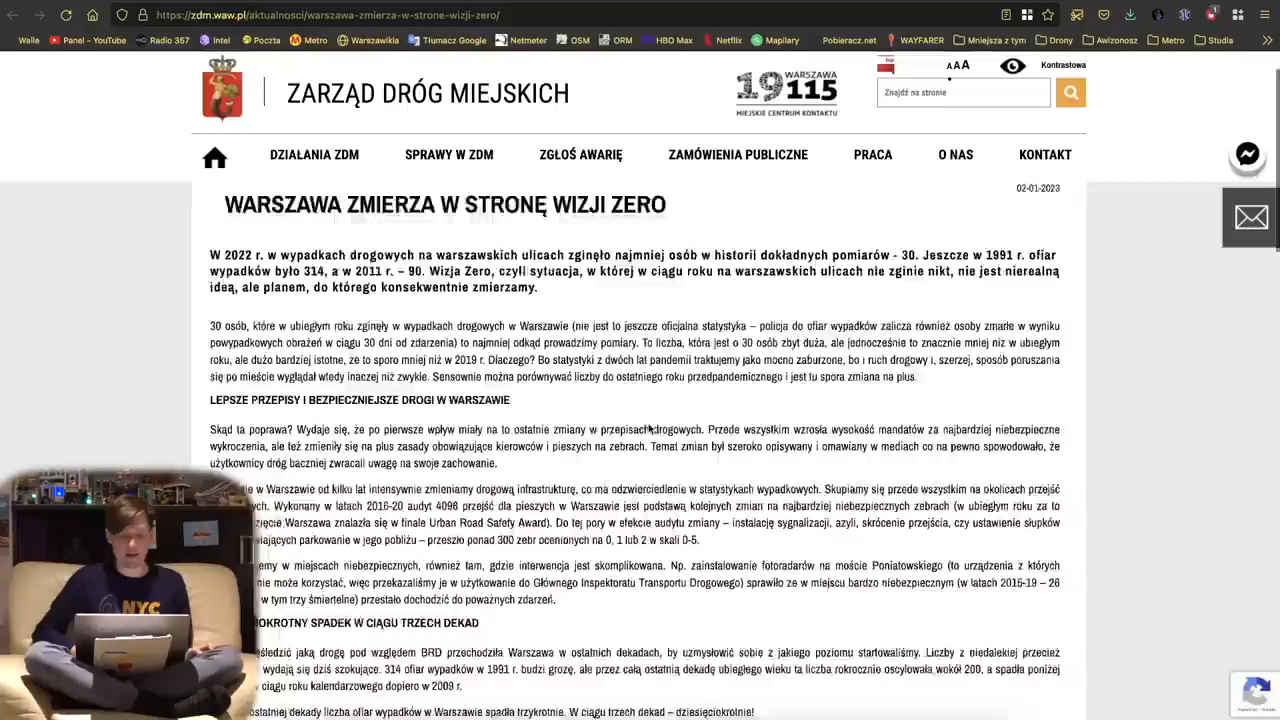 https://zdm.waw.pl/aktualnosci/warszawa-zmierza-w-strone-wizji-zero/
Walle Panel - YouTube Radio 357 Intel Pogoda Metro Warszawikia Tłumacz Google Netmetr OSM ORM HBO Max Netflix Mapilary Pobieracz.net WAYFARER Mniejsza z tym Drony Metro Studia
ZARZĄD DRÓG MIEJSKICH
19 WARSZAWA 115
MIEJSKIE CENTRUM KONTAKTU
bip
A A A
Kontrastowa
Znajdź na stronie
DZIAŁANIA ZDM SPRAWY W ZDM ZGŁOŚ AWARIĘ ZAMÓWIENIA PUBLICZNE PRACA O NAS KONTAKT
02-01-2023
WARSZAWA ZMIERZA W STRONĘ WIZJI ZERO
W 2022 r. w wypadkach drogowych na warszawskich ulicach zginęło najmniej osób w historii dokładnych pomiarów - 30. Jeszcze w 1991 r. ofiar
wypadków było 314, a w 2011 r. – 90. Wizja Zero, czyli sytuacja, w której w ciągu roku na warszawskich ulicach nie zginie nikt, nie jest nierealną
ideą, ale planem, do którego konsekwentnie zmierzamy.
30 osób, które w ubiegłym roku zginęły w wypadkach drogowych w Warszawie (nie jest to jeszcze oficjalna statystyka – policja do ofiar wypadków zalicza również osoby zmarłe w wyniku
powypadkowych obrażeń w ciągu 30 dni od zdarzenia) to najmniej odkąd prowadzimy pomiary. To liczba, która jest o 30 osób zbyt duża, ale jednocześnie to znacznie mniej niż w ubiegłym
roku, ale dużo bardziej istotne, że to sporo mniej niż w 2019 r. Dlaczego? Bo statystyki z dwóch lat pandemii traktujemy jako mocno zaburzone, bo i ruch drogowy i, szerzej, sposób poruszania
się po mieście wyglądał wtedy inaczej niż zwykle. Sensownie można porównywać liczby do ostatniego roku przedpandemicznego i jest tu spora zmiana na plus.
LEPSZE PRZEPISY I BEZPIECZNIEJSZE DROGI W WARSZAWIE
Skąd ta poprawa? Wydaje się, że po pierwsze wpływ miały na to ostatnie zmiany w przepisach drogowych. Przede wszystkim wzrosła wysokość mandatów za najbardziej niebezpieczne
wykroczenia, ale też zmieniły się na plus zasady obowiązujące kierowców i pieszych na zebrach. Temat zmian był szeroko opisywany i omawiany w mediach co na pewno spowodowało, że
użytkownicy dróg baczniej zwracali uwagę na swoje zachowanie.
w Warszawie od kilku lat intensywnie zmieniamy drogową infrastrukturę, co ma odzwierciedlenie w statystykach wypadkowych. Skupiamy się przede wszystkim na okolicach przejść
ych. Wykonany w latach 2016-20 audyt 4096 przejść dla pieszych w Warszawie jest podstawą kolejnych zmian na najbardziej niebezpiecznych zebrach (w ubiegłym roku za to
zięcie Warszawa znalazła się w finale Urban Road Safety Award). Do tej pory w efekcie audytu zmiany – instalację sygnalizacji, azyli, skrócenie przejścia, czy ustawienie słupków
wiających parkowanie w jego pobliżu – przeszło ponad 300 zebr ocenionych na 0, 1 lub 2 w skali 0-5.
emy w miejscach niebezpiecznych, również tam, gdzie interwencja jest skomplikowana. Np. zainstalowanie fotoradarów na moście Poniatowskiego (to urządzenia z których
nie może korzystać, więc przekazaliśmy je w użytkowanie do Głównego Inspektoratu Transportu Drogowego) sprawiło że w miejscu bardzo niebezpiecznym (w latach 2015-19 – 26
w tym trzy śmiertelne) przestało dochodzić do poważnych zdarzeń.
OKROTNY SPADEK W CIĄGU TRZECH DEKAD
śledzić jaką drogę pod względem BRD przechodziła Warszawa w ostatnich dekadach, by uzmysłowić sobie z jakiego poziomu startowaliśmy. Liczby z niedalekiej przecież
wydają się dziś szokujące. 314 ofiar wypadków w 1991 r. budzi grozę, ale przez całą ostatnią dekadę ubiegłego wieku ta liczba rokrocznie oscylowała wokół 200, a spadła poniżej
ciągu roku kalendarzowego dopiero w 2009 r.
ostatniej dekady liczba ofiar wypadków w Warszawie spadła trzykrotnie. W ciągu trzech dekad – dziesięciokrotnie!
NYC